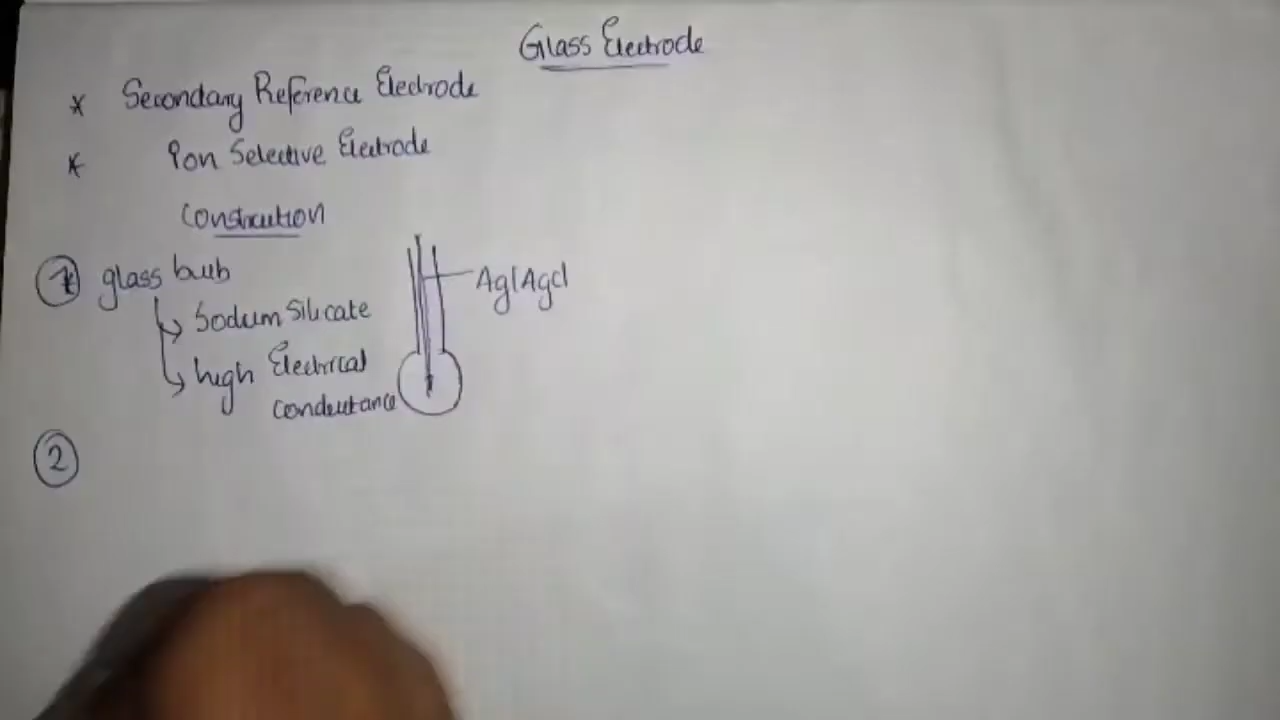 Glass Electrode
* Secondary Reference Electrode
* Ion Selective Electrode
Construction
1 glass bulb
→ Sodium Silicate
→ high Electrical
conductance
Ag|AgCl
2